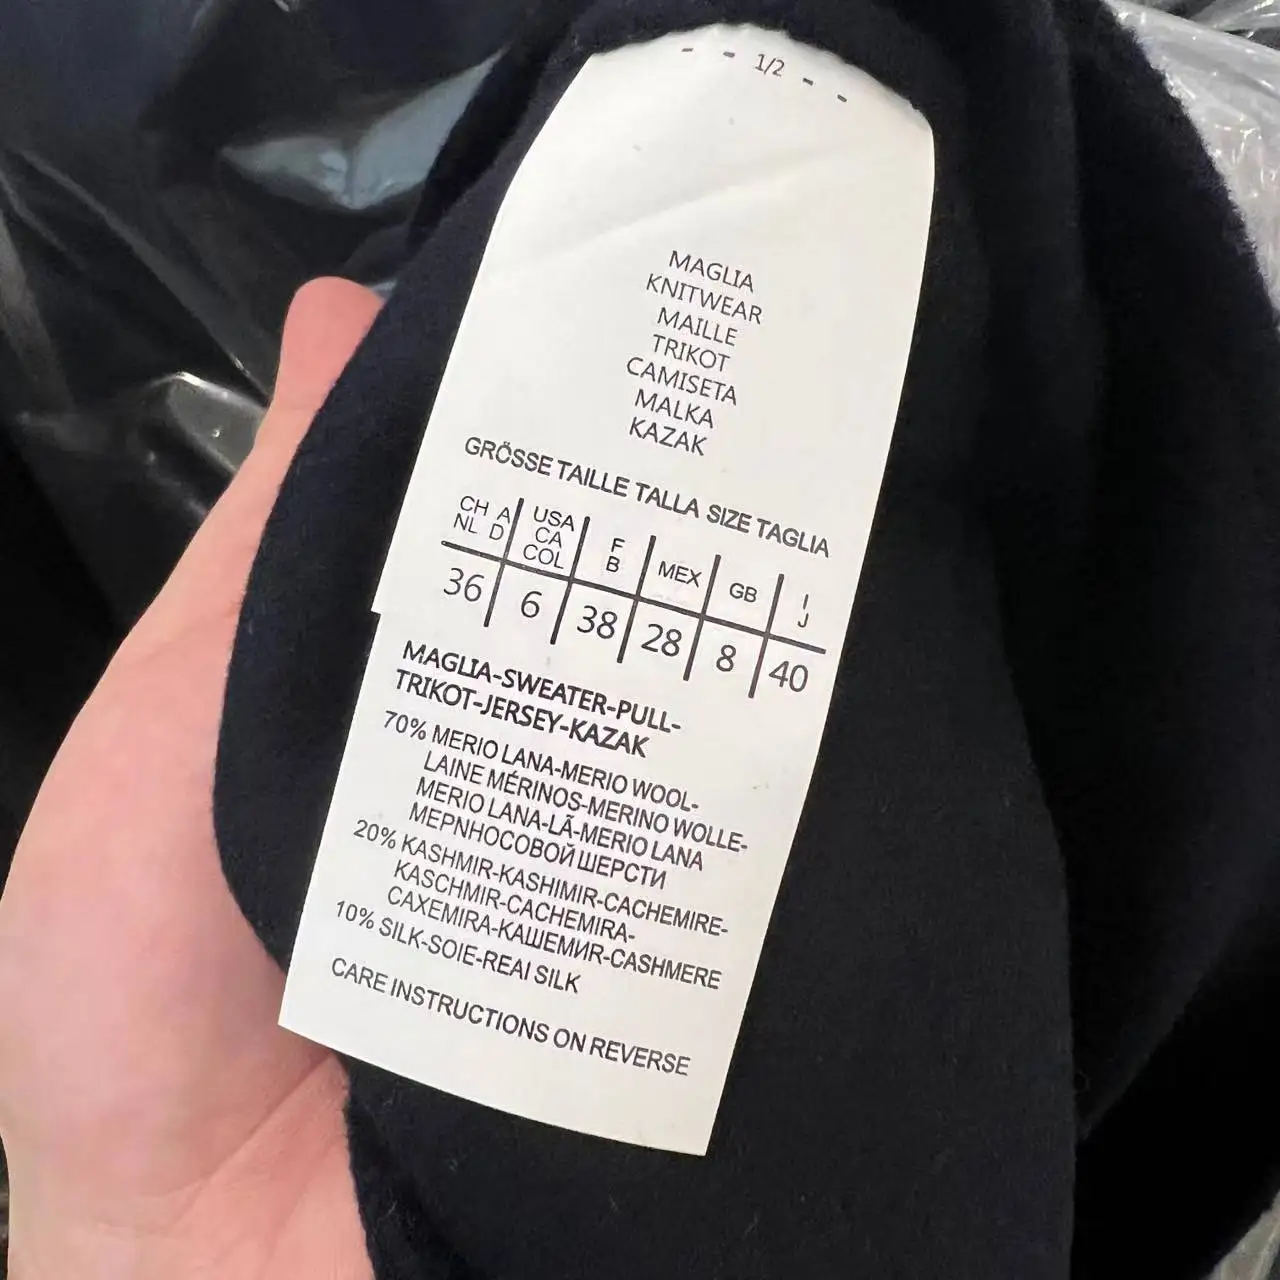 - - 1/2 - -
MAGLIA
KNITWEAR
MAILLE
TRIKOT
CAMISETA
MALKA
KAZAK
GRÖSSE TAILLE TALLA SIZE TAGLIA
CH A
NL D
USA
CA
COL
F
B
MEX
GB
I
J
36 6 38 28 8 40
MAGLIA-SWEATER-PULL-
TRIKOT-JERSEY-KAZAK
70% MERIO LANA-MERIO WOOL-
LAINE MÉRINOS-MERINO WOLLE-
MERIO LANA-LÃ-MERIO LANA
МЕРNНОСОВОЙ ШЕРСТИ
20% KASHMIR-KASHIMIR-CACHEMIRE-
KASCHMIR-CACHEMIRA-
CAXEMIRA-КАШЕМИР-CASHMERE
10% SILK-SOIE-REAI SILK
CARE INSTRUCTIONS ON REVERSE